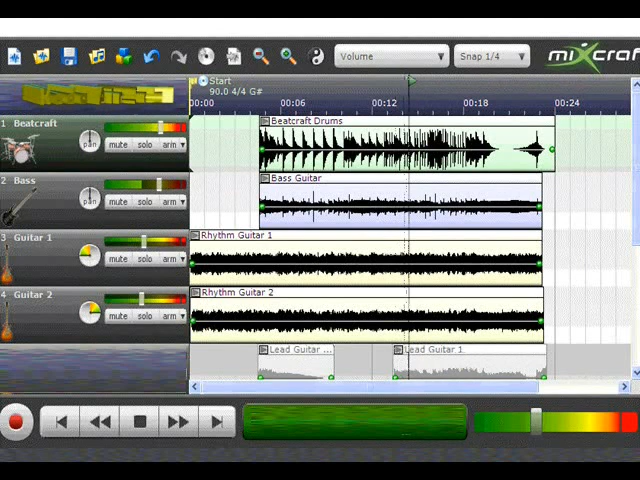 Volume Snap 1/4 mixcraf
Start
90.0 4/4 G#
00:00 00:06 00:12 00:18 00:24
1 Beatcraft
mute solo arm
Beatcraft Drums
2 Bass
pan mute solo arm
Bass Guitar
3 Guitar 1
mute solo arm
Rhythm Guitar 1
4 Guitar 2
mute solo arm
Rhythm Guitar 2
Lead Guitar ... Lead Guitar 1